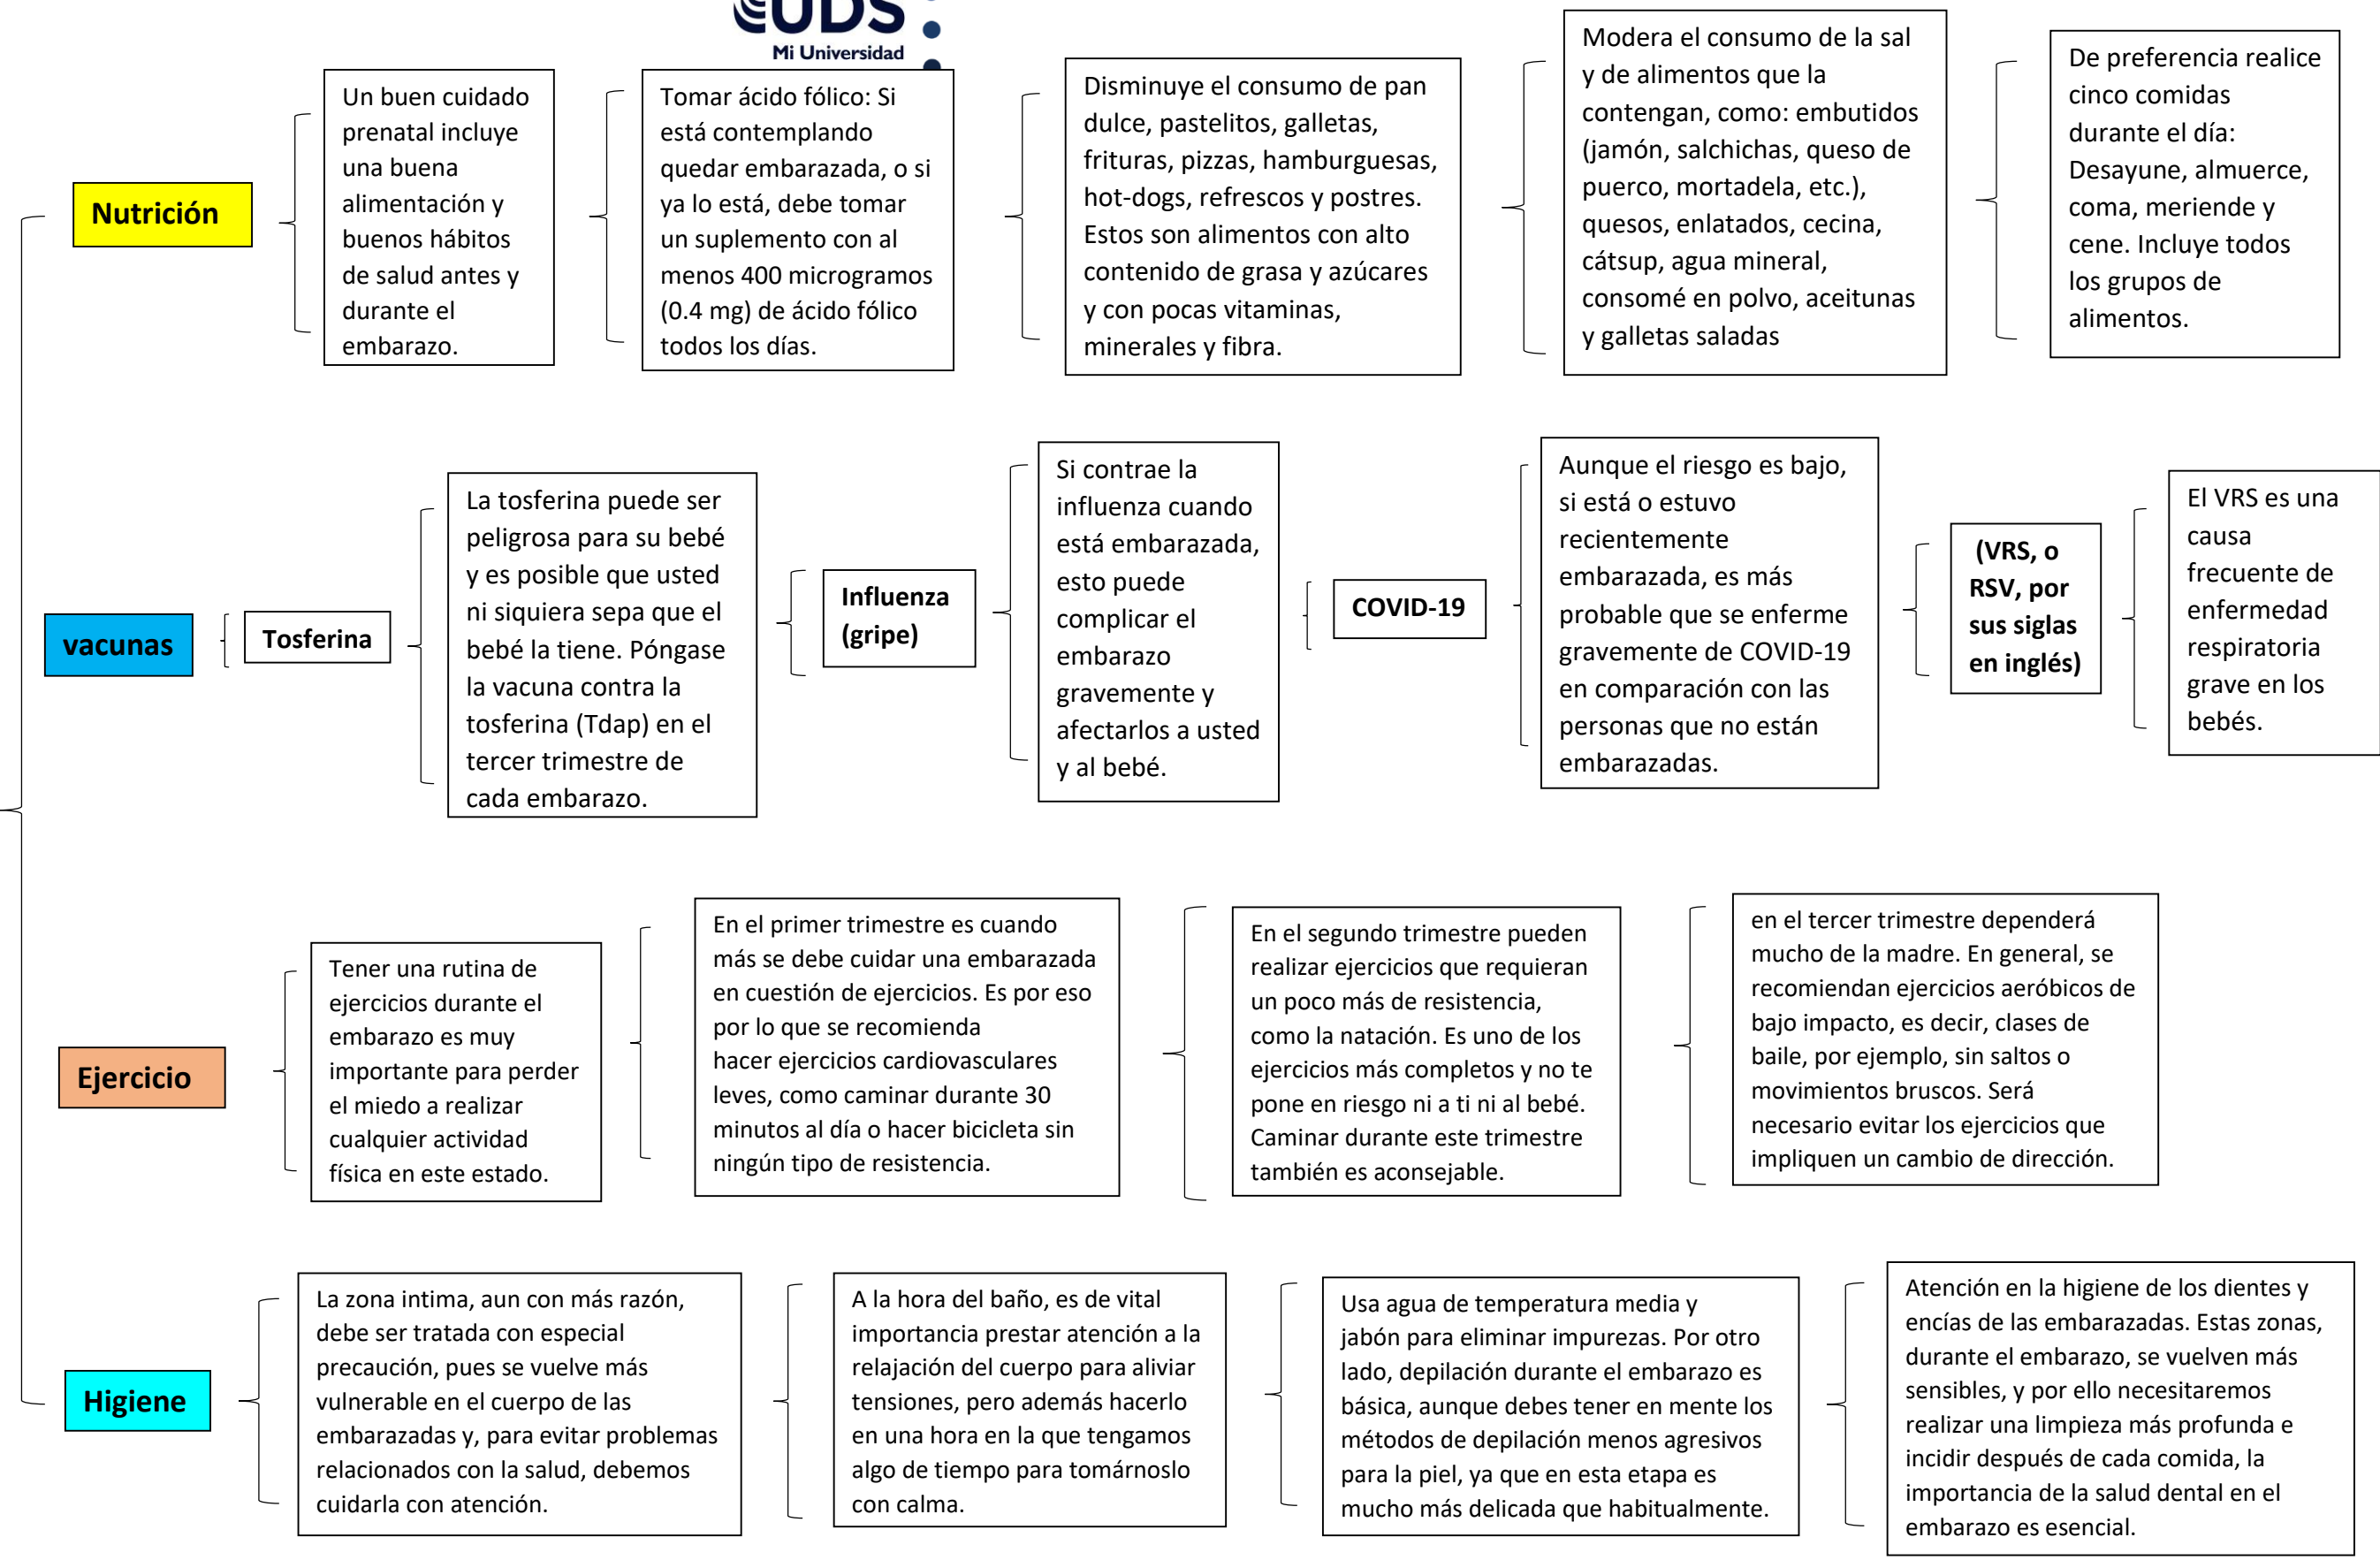 UDS
Mi Universidad
Nutrición
Un buen cuidado
prenatal incluye
una buena
alimentación y
buenos hábitos
de salud antes y
durante el
embarazo.
Tomar ácido fólico: Si
está contemplando
quedar embarazada, o si
ya lo está, debe tomar
un suplemento con al
menos 400 microgramos
(0.4 mg) de ácido fólico
todos los días.
Disminuye el consumo de pan
dulce, pastelitos, galletas,
frituras, pizzas, hamburguesas,
hot-dogs, refrescos y postres.
Estos son alimentos con alto
contenido de grasa y azúcares
y con pocas vitaminas,
minerales y fibra.
Modera el consumo de la sal
y de alimentos que la
contengan, como: embutidos
(jamón, salchichas, queso de
puerco, mortadela, etc.),
quesos, enlatados, cecina,
cátsup, agua mineral,
consomé en polvo, aceitunas
y galletas saladas
De preferencia realice
cinco comidas
durante el día:
Desayune, almuerce,
coma, meriende y
cene. Incluye todos
los grupos de
alimentos.
vacunas
Tosferina
La tosferina puede ser
peligrosa para su bebé
y es posible que usted
ni siquiera sepa que el
bebé la tiene. Póngase
la vacuna contra la
tosferina (Tdap) en el
tercer trimestre de
cada embarazo.
Influenza
(gripe)
Si contrae la
influenza cuando
está embarazada,
esto puede
complicar el
embarazo
gravemente y
afectarlos a usted
y al bebé.
COVID-19
Aunque el riesgo es bajo,
si está o estuvo
recientemente
embarazada, es más
probable que se enferme
gravemente de COVID-19
en comparación con las
personas que no están
embarazadas.
(VRS, o
RSV, por
sus siglas
en inglés)
El VRS es una
causa
frecuente de
enfermedad
respiratoria
grave en los
bebés.
Ejercicio
Tener una rutina de
ejercicios durante el
embarazo es muy
importante para perder
el miedo a realizar
cualquier actividad
física en este estado.
En el primer trimestre es cuando
más se debe cuidar una embarazada
en cuestión de ejercicios. Es por eso
por lo que se recomienda
hacer ejercicios cardiovasculares
leves, como caminar durante 30
minutos al día o hacer bicicleta sin
ningún tipo de resistencia.
En el segundo trimestre pueden
realizar ejercicios que requieran
un poco más de resistencia,
como la natación. Es uno de los
ejercicios más completos y no te
pone en riesgo ni a ti ni al bebé.
Caminar durante este trimestre
también es aconsejable.
en el tercer trimestre dependerá
mucho de la madre. En general, se
recomiendan ejercicios aeróbicos de
bajo impacto, es decir, clases de
baile, por ejemplo, sin saltos o
movimientos bruscos. Será
necesario evitar los ejercicios que
impliquen un cambio de dirección.
Higiene
La zona intima, aun con más razón,
debe ser tratada con especial
precaución, pues se vuelve más
vulnerable en el cuerpo de las
embarazadas y, para evitar problemas
relacionados con la salud, debemos
cuidarla con atención.
A la hora del baño, es de vital
importancia prestar atención a la
relajación del cuerpo para aliviar
tensiones, pero además hacerlo
en una hora en la que tengamos
algo de tiempo para tomárnoslo
con calma.
Usa agua de temperatura media y
jabón para eliminar impurezas. Por otro
lado, depilación durante el embarazo es
básica, aunque debes tener en mente los
métodos de depilación menos agresivos
para la piel, ya que en esta etapa es
mucho más delicada que habitualmente.
Atención en la higiene de los dientes y
encías de las embarazadas. Estas zonas,
durante el embarazo, se vuelven más
sensibles, y por ello necesitaremos
realizar una limpieza más profunda e
incidir después de cada comida, la
importancia de la salud dental en el
embarazo es esencial.